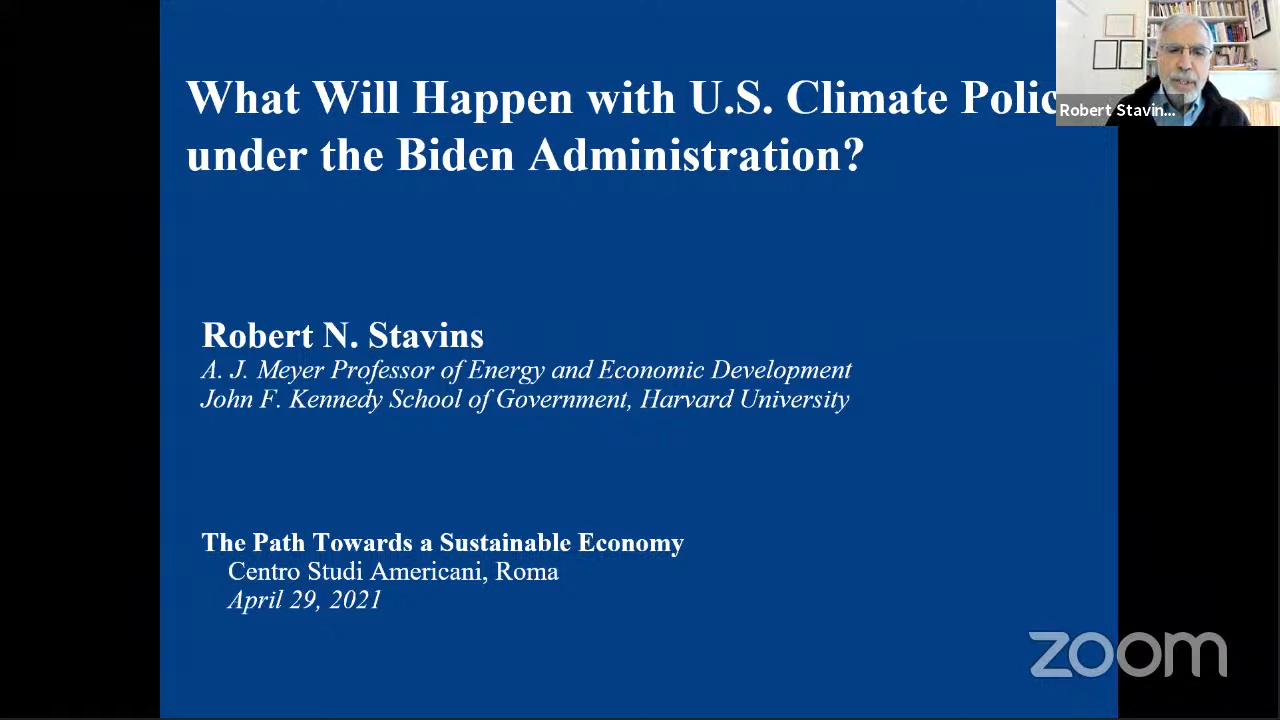 What Will Happen with U.S. Climate Polic
under the Biden Administration?
Robert Stavin...
Robert N. Stavins
A. J. Meyer Professor of Energy and Economic Development
John F. Kennedy School of Government, Harvard University
The Path Towards a Sustainable Economy
Centro Studi Americani, Roma
April 29, 2021
zoom